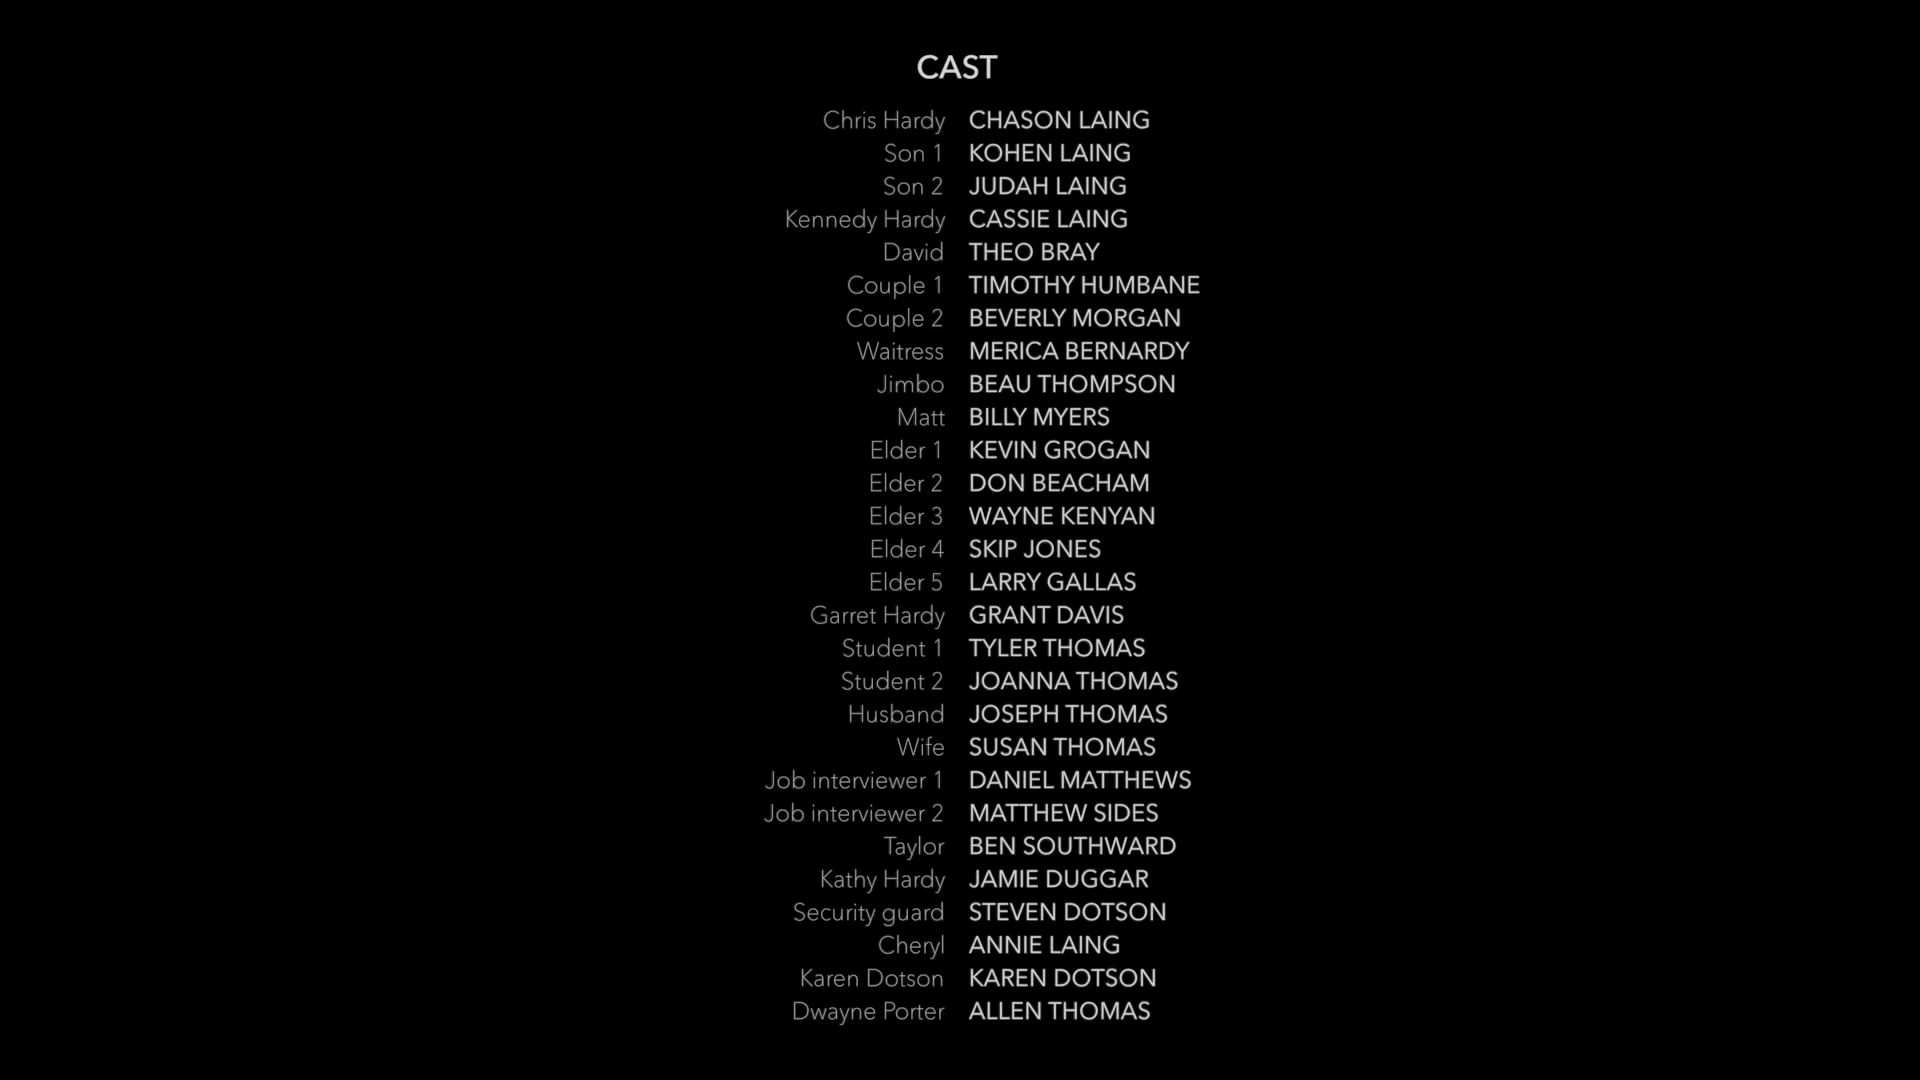 CAST
Chris Hardy CHASON LAING
Son 1 KOHEN LAING
Son 2 JUDAH LAING
Kennedy Hardy CASSIE LAING
David THEO BRAY
Couple 1 TIMOTHY HUMBANE
Couple 2 BEVERLY MORGAN
Waitress MERICA BERNARDY
Jimbo BEAU THOMPSON
Matt BILLY MYERS
Elder 1 KEVIN GROGAN
Elder 2 DON BEACHAM
Elder 3 WAYNE KENYAN
Elder 4 SKIP JONES
Elder 5 LARRY GALLAS
Garret Hardy GRANT DAVIS
Student 1 TYLER THOMAS
Student 2 JOANNA THOMAS
Husband JOSEPH THOMAS
Wife SUSAN THOMAS
Job interviewer 1 DANIEL MATTHEWS
Job interviewer 2 MATTHEW SIDES
Taylor BEN SOUTHWARD
Kathy Hardy JAMIE DUGGAR
Security guard STEVEN DOTSON
Cheryl ANNIE LAING
Karen Dotson KAREN DOTSON
Dwayne Porter ALLEN THOMAS